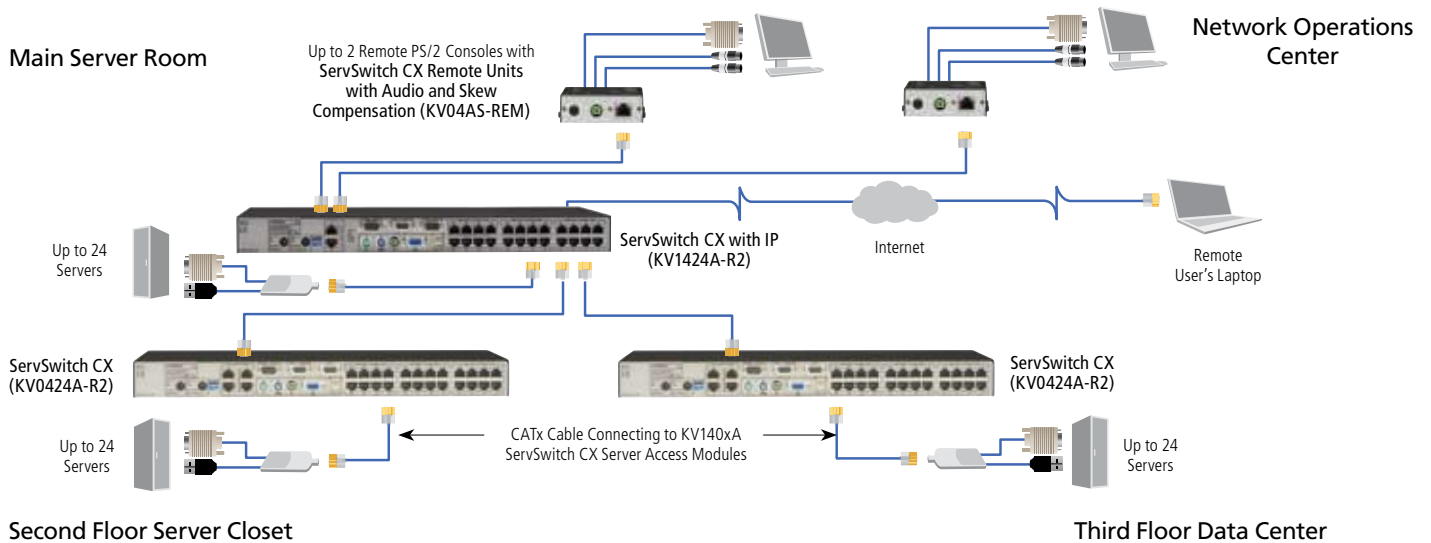 Main Server Room
Up to 2 Remote PS/2 Consoles with
ServSwitch CX Remote Units
with Audio and Skew
Compensation (KV04AS-REM)
Network Operations
Center
Up to 24
Servers
ServSwitch CX with IP
(KV1424A-R2)
Internet
Remote
User's Laptop
ServSwitch CX
(KV0424A-R2)
ServSwitch CX
(KV0424A-R2)
Up to 24
Servers
CATx Cable Connecting to KV140xA
ServSwitch CX Server Access Modules
Up to 24
Servers
Second Floor Server Closet
Third Floor Data Center